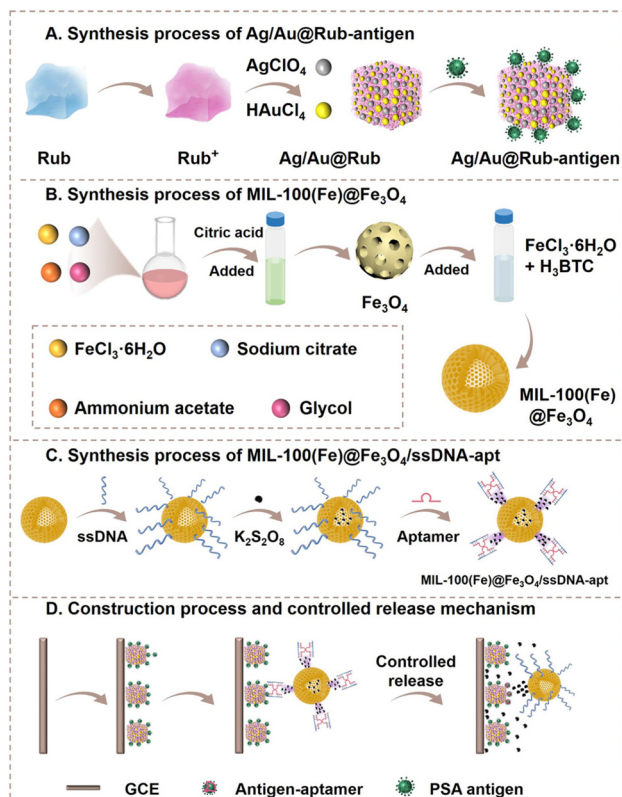 A. Synthesis process of Ag/Au@Rub-antigen
AgClO₄
HAuCl₄
Rub
Rub⁺
Ag/Au@Rub
Ag/Au@Rub-antigen
B. Synthesis process of MIL-100(Fe)@Fe₃O₄
Citric acid
Added
Fe₃O₄
Added
FeCl₃·6H₂O
+ H₃BTC
FeCl₃·6H₂O
Sodium citrate
Ammonium acetate
Glycol
MIL-100(Fe)
@Fe₃O₄
C. Synthesis process of MIL-100(Fe)@Fe₃O₄/ssDNA-apt
ssDNA
K₂S₂O₈
Aptamer
MIL-100(Fe)@Fe₃O₄/ssDNA-apt
D. Construction process and controlled release mechanism
Controlled
release
GCE
Antigen-aptamer
PSA antigen